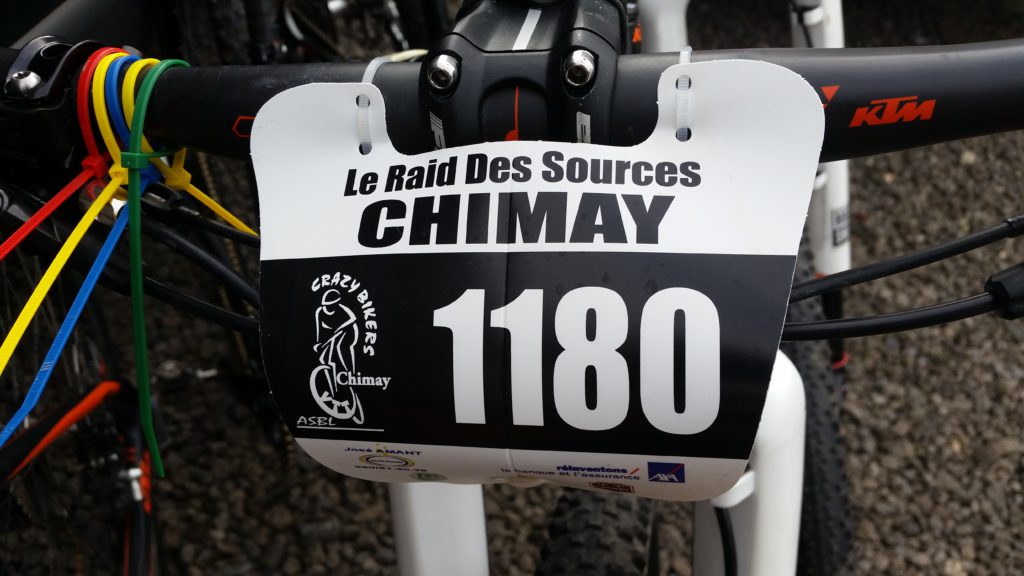 KTM
Le Raid Des Sources
CHIMAY
CRAZY BIKERS
1180
Chimay
VTT
ASBL
José AMANT
réinventons/
la banque et l'assurance
AXA